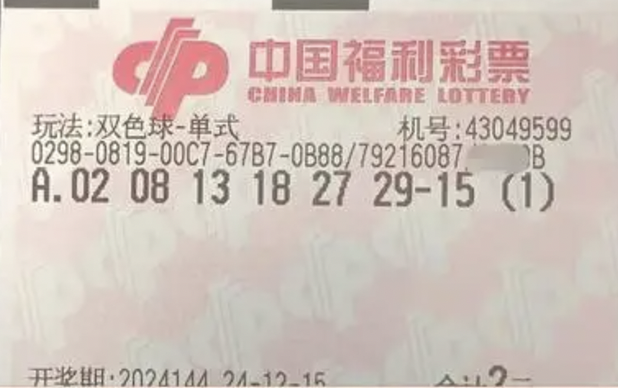 中国福利彩票
CHINA WELFARE LOTTERY
玩法:双色球-单式 机号:43049599
0298-0819-00C7-67B7-0B88/79216087 B
A.02 08 13 18 27 29-15 (1)
开奖期:2024144 24-12-15 合计2元